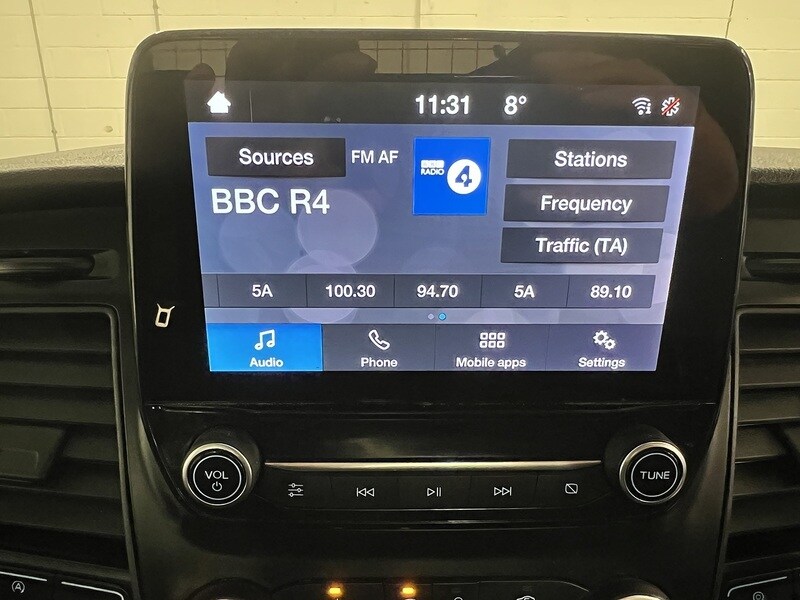 11:31 8°
Sources FM AF BBC RADIO 4 Stations
BBC R4 Frequency
Traffic (TA)
5A 100.30 94.70 5A 89.10
Audio Phone Mobile apps Settings
VOL TUNE
A